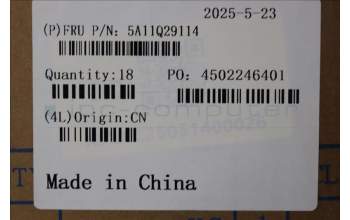 2025-5-23
(P)FRU P/N: 5A11Q29114
Quantity:18 PO: 4502246401
(4L)Origin:CN
Made in China